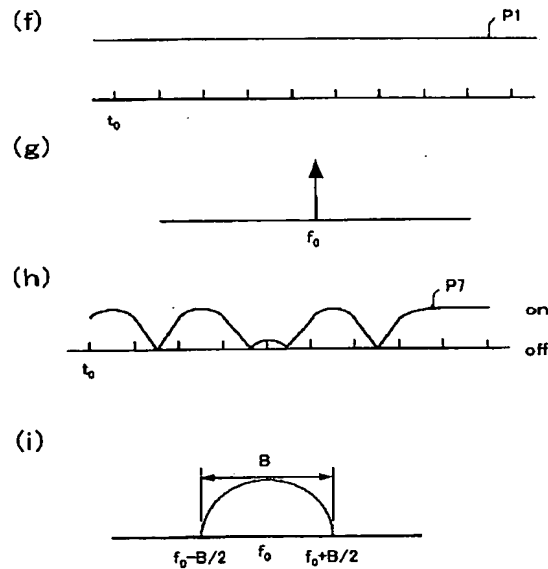 (f)
P1
t₀
(g)
f₀
(h)
P7
on
off
t₀
(i)
B
f₀-B/2 f₀ f₀+B/2